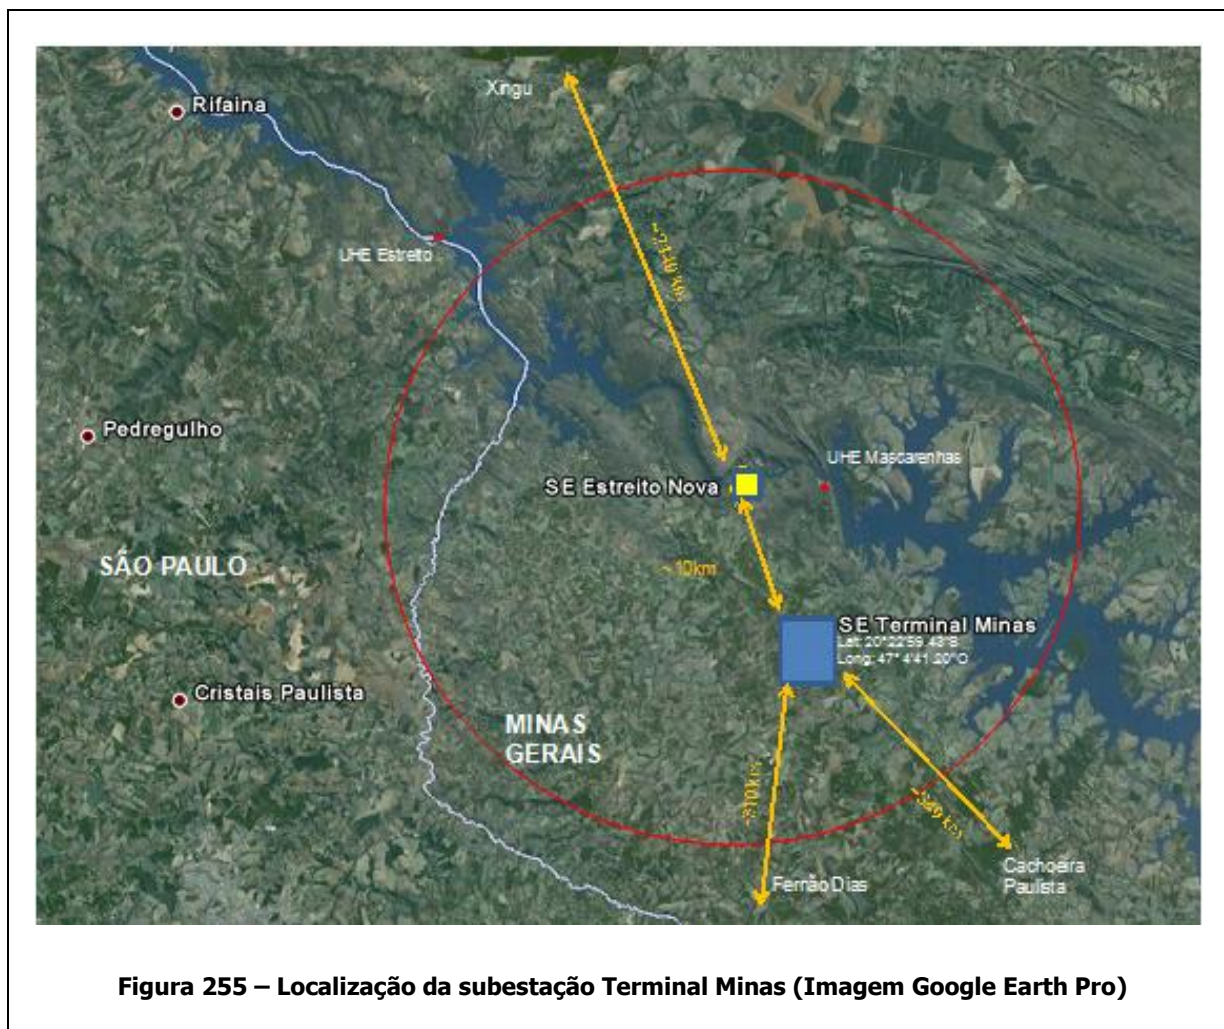 Xingu
Rifaina
UHE Estreito
Pedregulho
UHE Mascarenhas
SE Estreito Nova
SÃO PAULO
~10km
SE Terminal Minas
Lat: 20°22'59.43"S
Long: 47° 4'41.20"O
Cristais Paulista
MINAS
GERAIS
Fernão Dias
Cachoeira
Paulista
Figura 255 – Localização da subestação Terminal Minas (Imagem Google Earth Pro)